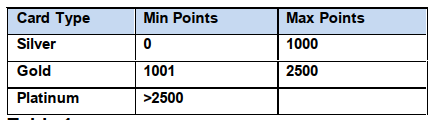 Card Type Min Points Max Points
Silver 0 1000
Gold 1001 2500
Platinum >2500